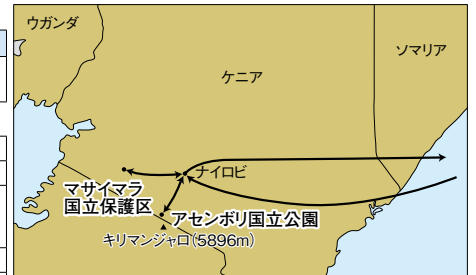 ウガンダ
ソマリア
ケニア
ナイロビ
マサイマラ
国立保護区
アセンボリ国立公園
キリマンジャロ(5896m)